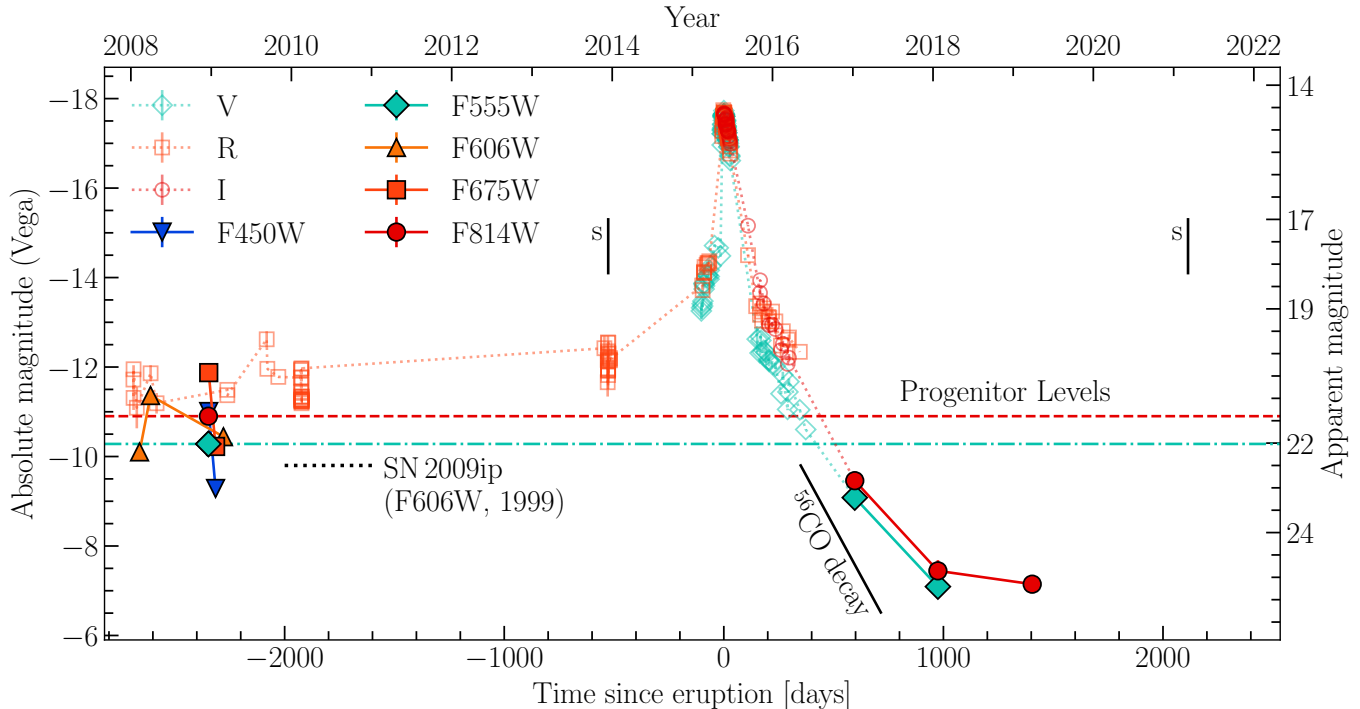 Year
2008 2010 2012 2014 2016 2018 2020 2022
Absolute magnitude (Vega)
−18
−16
−14
−12
−10
−8
−6
V
R
I
F450W
F555W
F606W
F675W
F814W
s
s
Progenitor Levels
SN 2009ip
(F606W, 1999)
⁵⁶CO decay
14
17
19
22
24
Apparent magnitude
−2000 −1000 0 1000 2000
Time since eruption [days]